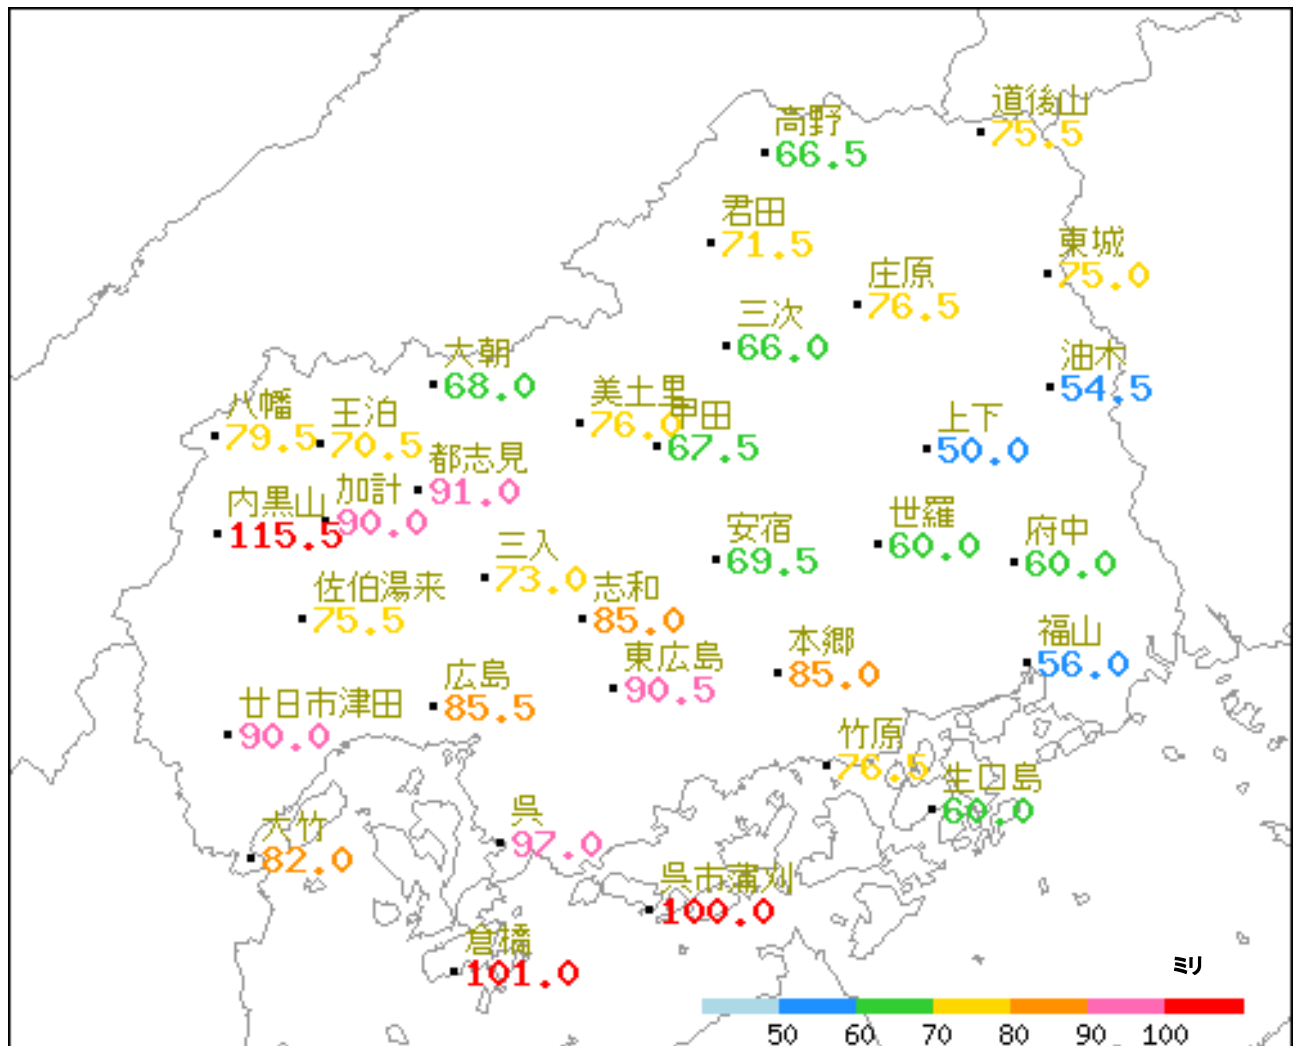 道後山
75.5
高野
66.5
君田
71.5
東城
75.0
庄原
76.5
三次
66.0
大朝
68.0
油木
54.5
八幡
79.5
王泊
70.5
美土里
76.0
甲田
67.5
上下
50.0
都志見
91.0
加計
90.0
内黒山
115.5
世羅
60.0
安宿
69.5
府中
60.0
三入
73.0
佐伯湯来
75.5
志和
85.0
福山
56.0
本郷
85.0
東広島
90.5
広島
85.5
廿日市津田
90.0
竹原
76.5
生口島
60.0
呉
97.0
大竹
82.0
呉市蒲刈
100.0
倉橋
101.0
ミリ
50 60 70 80 90 100